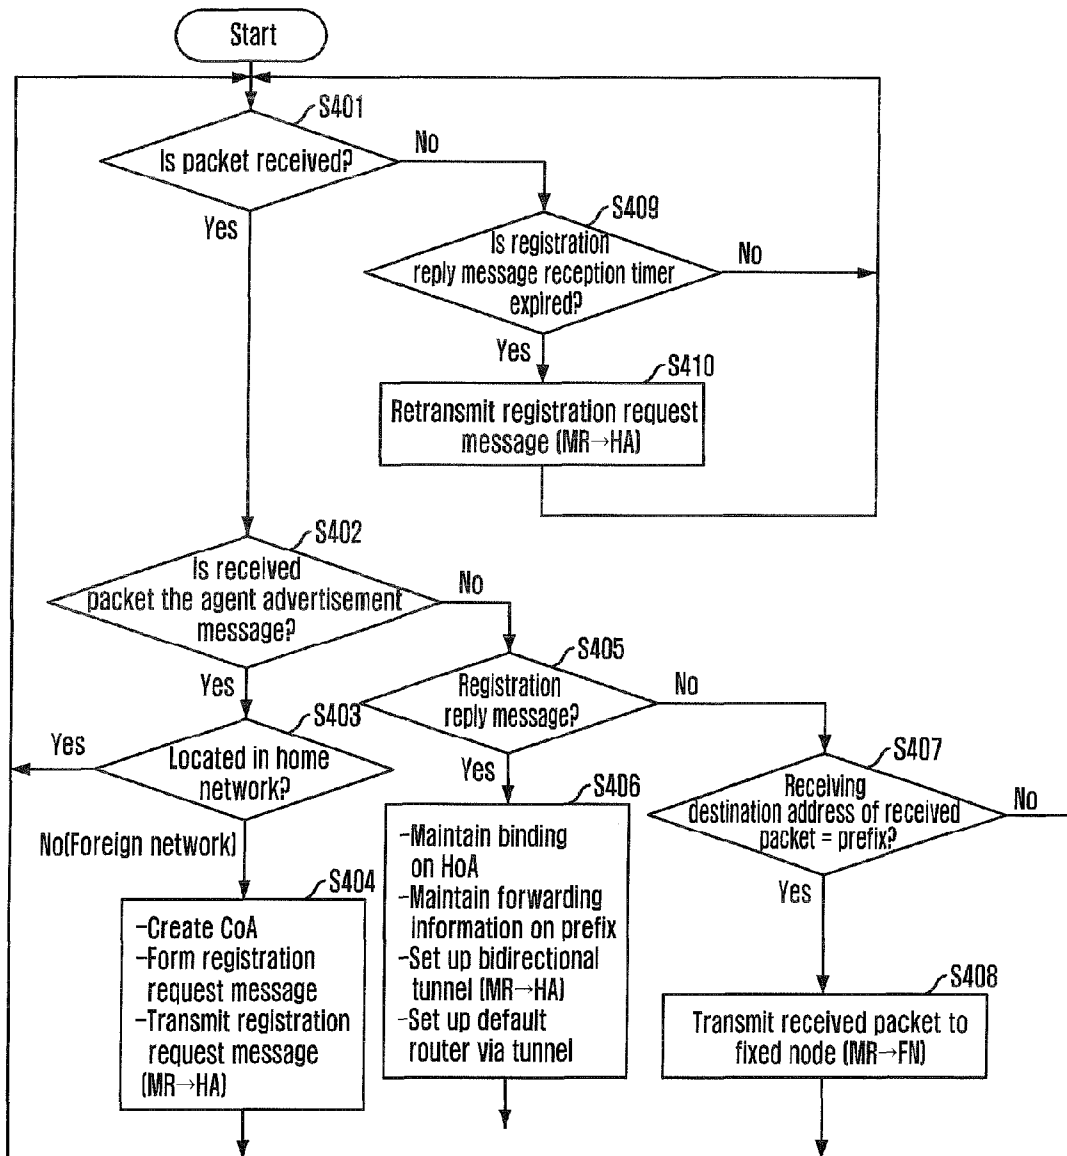 Start
S401
Is packet received?
No
Yes
S409
Is registration
reply message reception timer
expired?
No
Yes
S410
Retransmit registration request
message (MR→HA)
S402
Is received
packet the agent advertisement
message?
No
Yes
S405
Registration
reply message?
No
Yes
S403
Located in home
network?
Yes
No(Foreign network)
S407
Receiving
destination address of received
packet = prefix?
No
Yes
S406
-Maintain binding
on HoA
-Maintain forwarding
information on prefix
-Set up bidirectional
tunnel (MR→HA)
-Set up default
router via tunnel
S404
-Create CoA
-Form registration
request message
-Transmit registration
request message
(MR→HA)
S408
Transmit received packet to
fixed node (MR→FN)